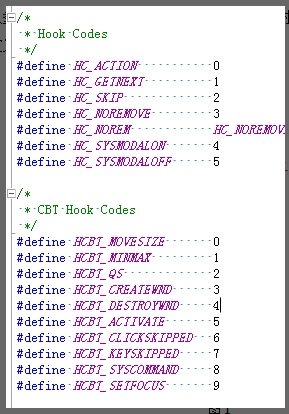 /*
 * Hook Codes
 */
#define HC_ACTION 0
#define HC_GETNEXT 1
#define HC_SKIP 2
#define HC_NOREMOVE 3
#define HC_NOREM HC_NOREMOV
#define HC_SYSMODALON 4
#define HC_SYSMODALOFF 5
/*
 * CBT Hook Codes
 */
#define HCBT_MOVESIZE 0
#define HCBT_MINMAX 1
#define HCBT_QS 2
#define HCBT_CREATEWND 3
#define HCBT_DESTROYWND 4
#define HCBT_ACTIVATE 5
#define HCBT_CLICKSKIPPED 6
#define HCBT_KEYSKIPPED 7
#define HCBT_SYSCOMMAND 8
#define HCBT_SETFOCUS 9